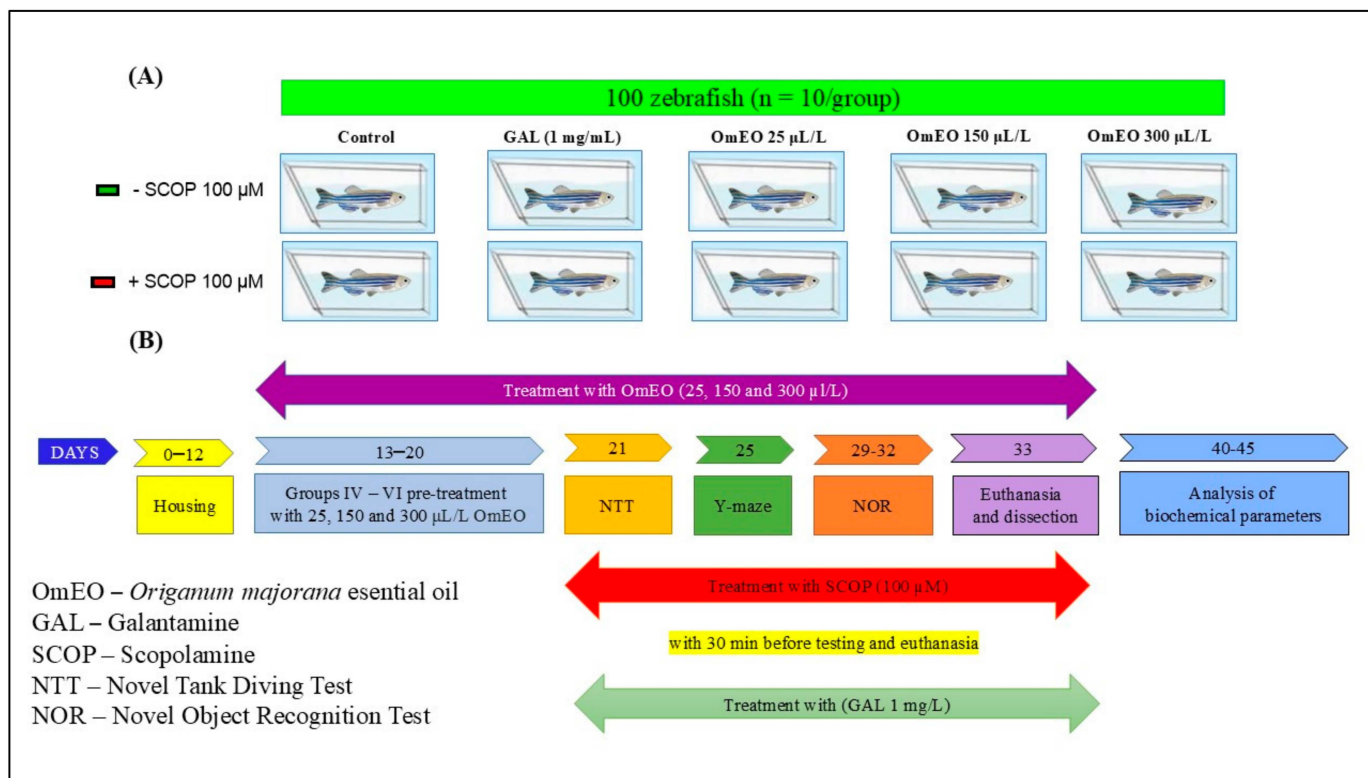 (A)
100 zebrafish (n = 10/group)
Control
GAL (1 mg/mL)
OmEO 25 µL/L
OmEO 150 µL/L
OmEO 300 µL/L
- SCOP 100 µM
+ SCOP 100 µM
(B)
Treatment with OmEO (25, 150 and 300 µl/L)
DAYS
0–12
13–20
21
25
29-32
33
40-45
Housing
Groups IV – VI pre-treatment
with 25, 150 and 300 µL/L OmEO
NTT
Y-maze
NOR
Euthanasia
and dissection
Analysis of
biochemical parameters
Treatment with SCOP (100 µM)
with 30 min before testing and euthanasia
Treatment with (GAL 1 mg/L)
OmEO – Origanum majorana esential oil
GAL – Galantamine
SCOP – Scopolamine
NTT – Novel Tank Diving Test
NOR – Novel Object Recognition Test